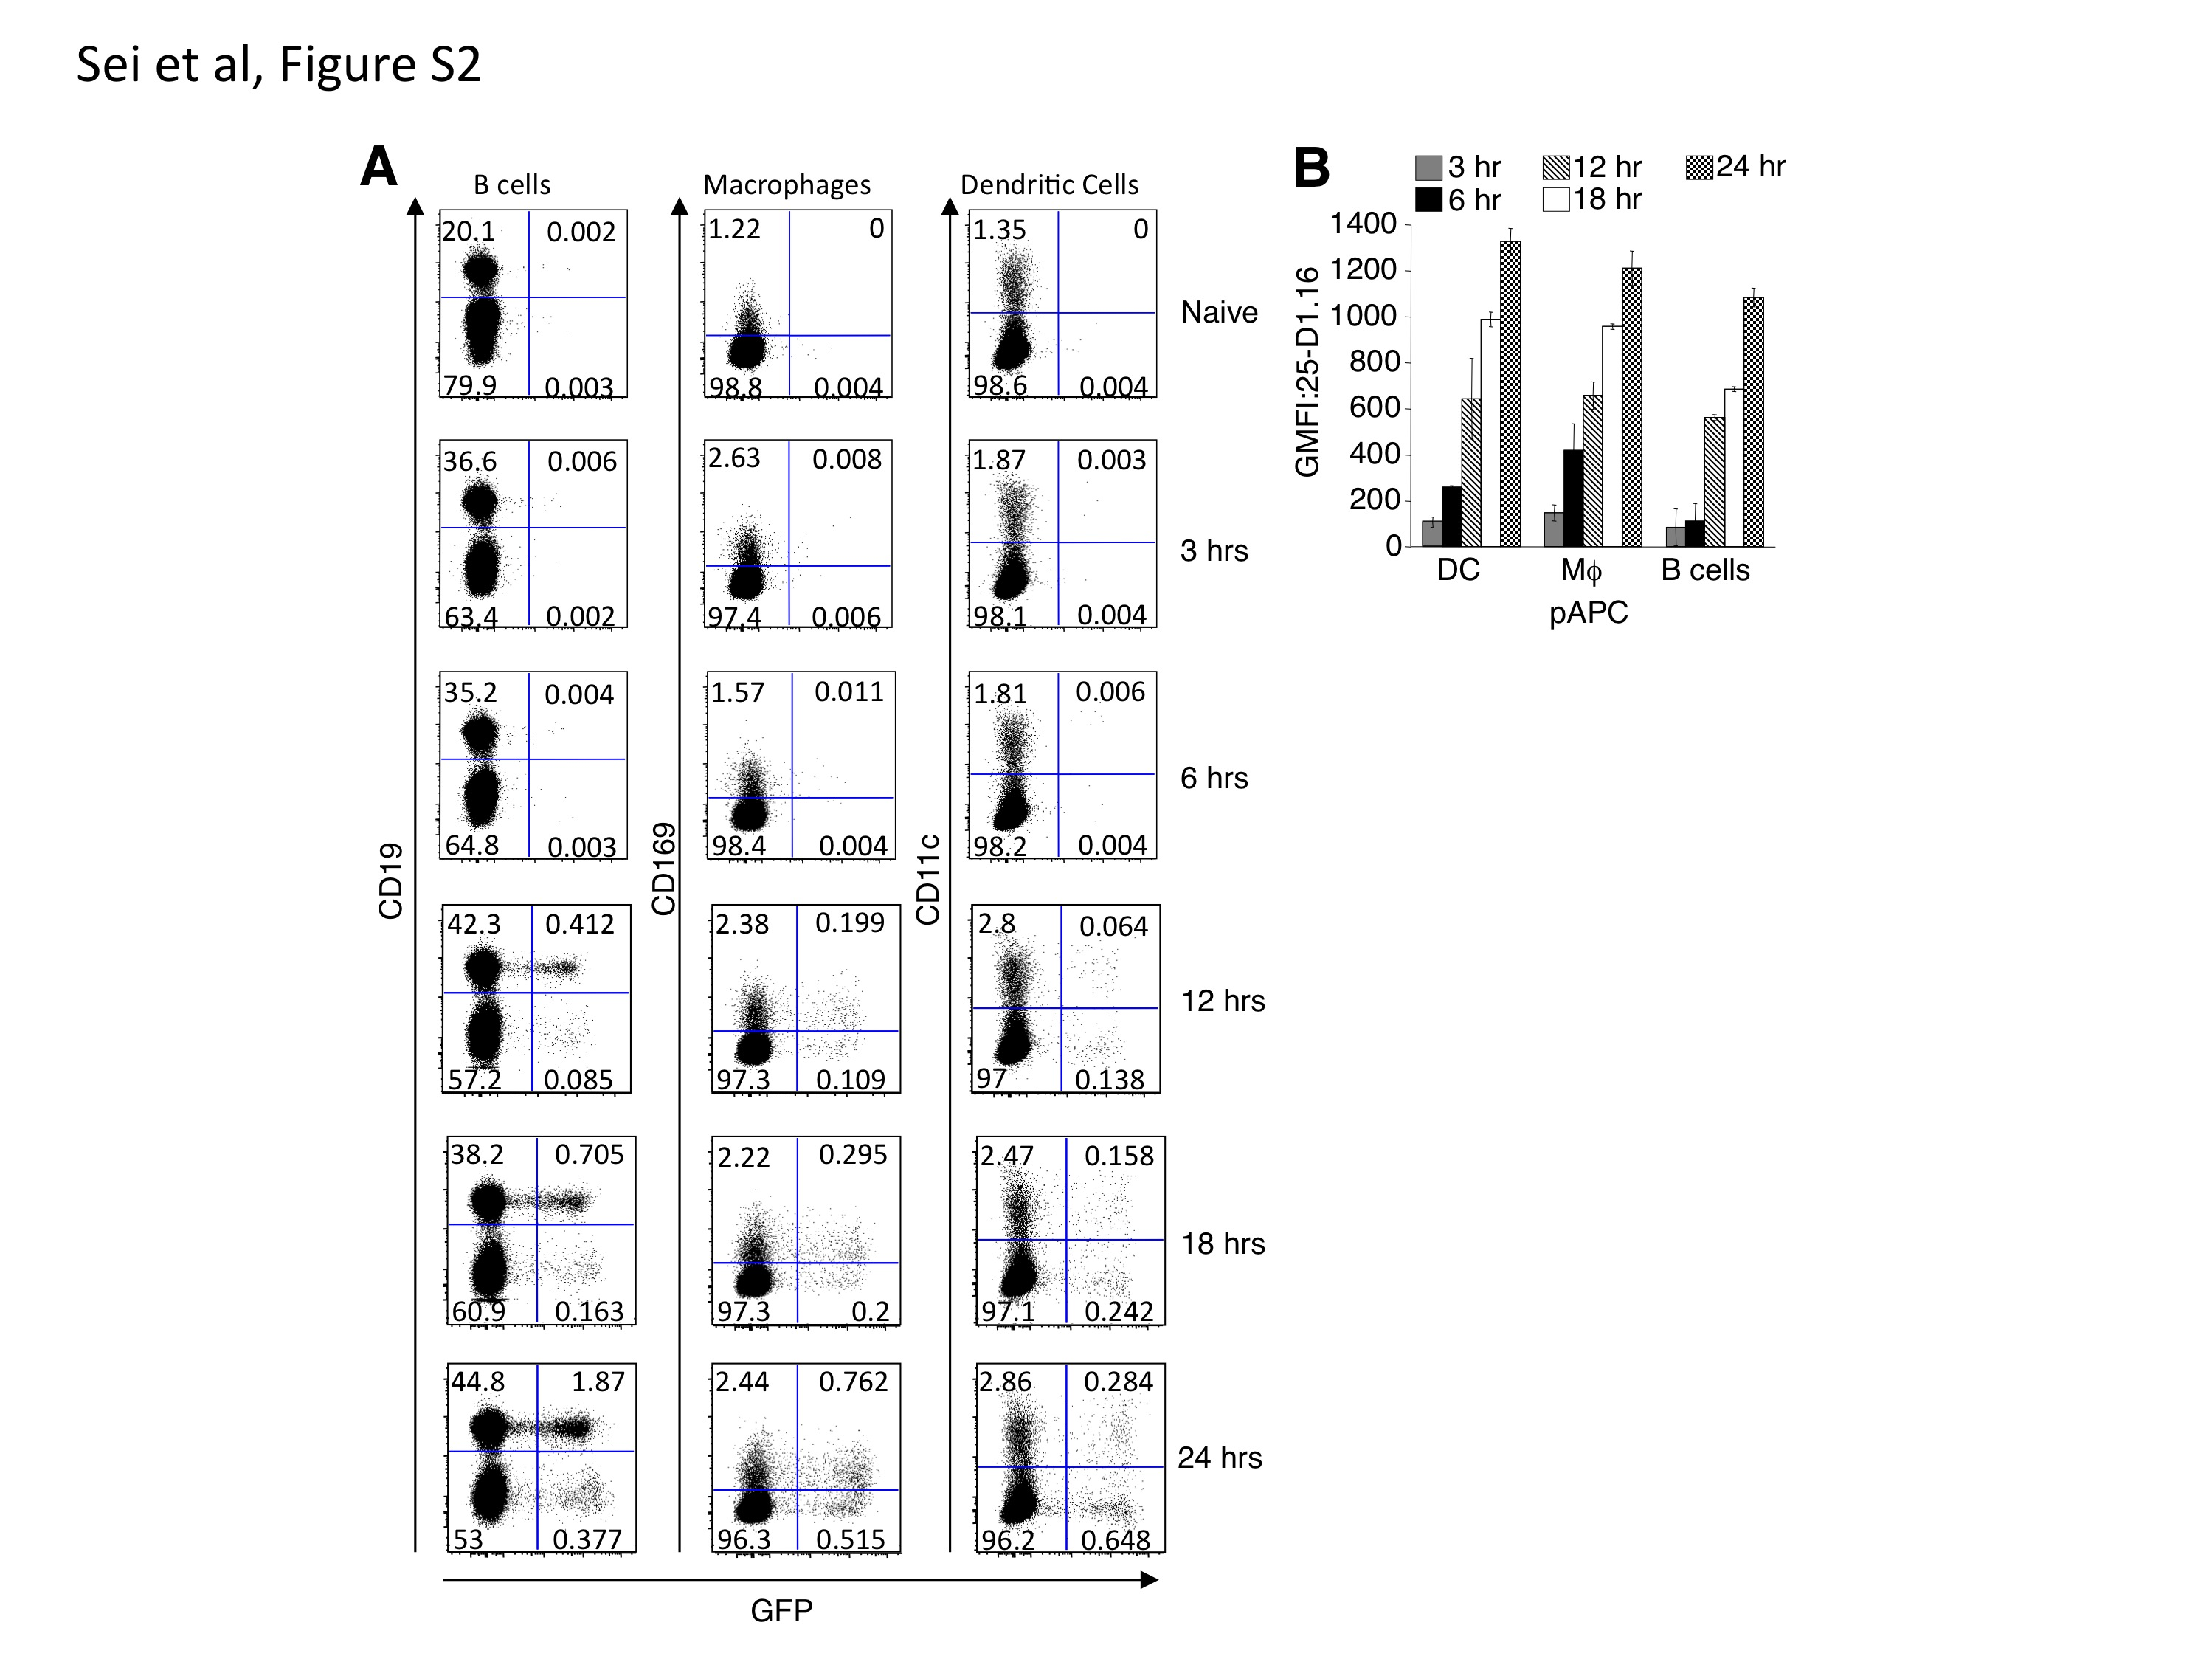 Sei et al, Figure S2
A
B cells
Macrophages
Dendritic Cells
20.1 0.002
79.9 0.003
1.22 0
98.8 0.004
1.35 0
98.6 0.004
Naive
36.6 0.006
63.4 0.002
2.63 0.008
97.4 0.006
1.87 0.003
98.1 0.004
3 hrs
35.2 0.004
64.8 0.003
1.57 0.011
98.4 0.004
1.81 0.006
98.2 0.004
6 hrs
CD19
CD169
CD11c
42.3 0.412
57.2 0.085
2.38 0.199
97.3 0.109
2.8 0.064
97 0.138
12 hrs
38.2 0.705
60.9 0.163
2.22 0.295
97.3 0.2
2.47 0.158
97.1 0.242
18 hrs
44.8 1.87
53 0.377
2.44 0.762
96.3 0.515
2.86 0.284
96.2 0.648
24 hrs
GFP
B
3 hr 12 hr 24 hr
6 hr 18 hr
GMFI:25-D1.16
1400
1200
1000
800
600
400
200
0
DC Mϕ B cells
pAPC